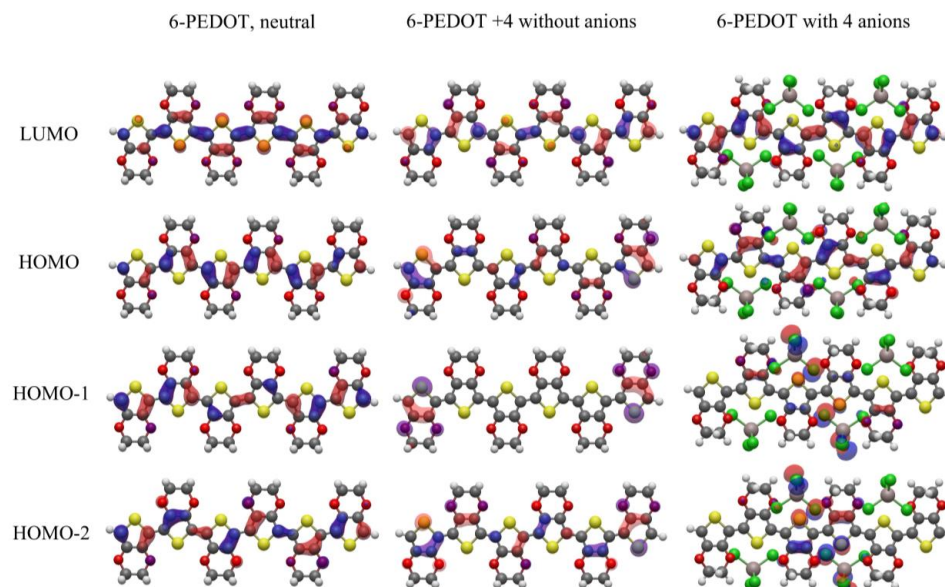 6-PEDOT, neutral
6-PEDOT +4 without anions
6-PEDOT with 4 anions
LUMO
HOMO
HOMO-1
HOMO-2